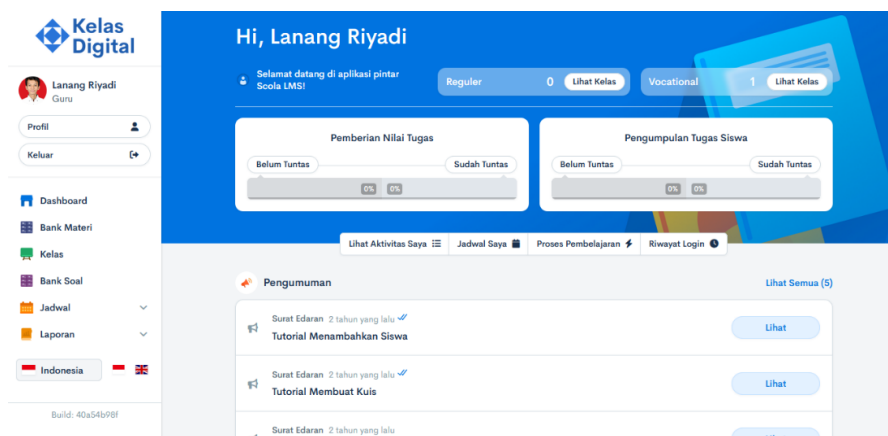 Kelas
Digital
Lanang Riyadi
Guru
Profil
Keluar
Dashboard
Bank Materi
Kelas
Bank Soal
Jadwal
Laporan
Indonesia
Build: 40a54b98f
Hi, Lanang Riyadi
Selamat datang di aplikasi pintar
Scola LMS!
Reguler 0 Lihat Kelas
Vocational 1 Lihat Kelas
Pemberian Nilai Tugas
Belum Tuntas Sudah Tuntas
0% 0%
Pengumpulan Tugas Siswa
Belum Tuntas Sudah Tuntas
0% 0%
Lihat Aktivitas Saya Jadwal Saya Proses Pembelajaran Riwayat Login
Pengumuman Lihat Semua (5)
Surat Edaran 2 tahun yang lalu
Tutorial Menambahkan Siswa
Lihat
Surat Edaran 2 tahun yang lalu
Tutorial Membuat Kuis
Lihat
Surat Edaran 2 tahun yang lalu